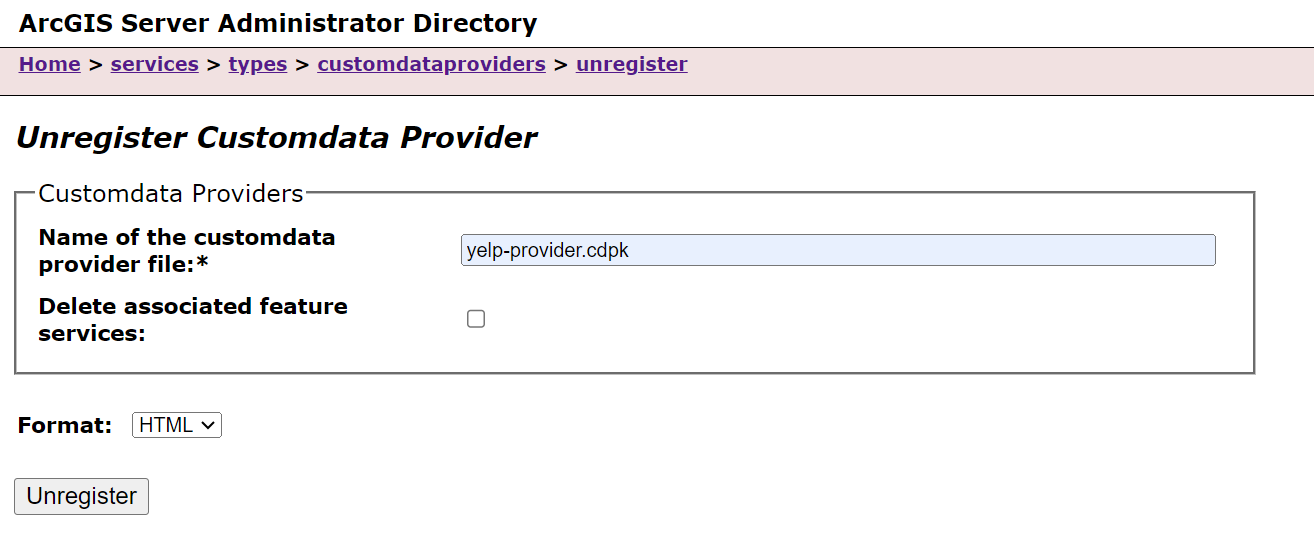 ArcGIS Server Administrator Directory
Home > services > types > customdataproviders > unregister
Unregister Customdata Provider
Customdata Providers
Name of the customdata
provider file:*
yelp-provider.cdpk
Delete associated feature
services:
Format: HTML
Unregister